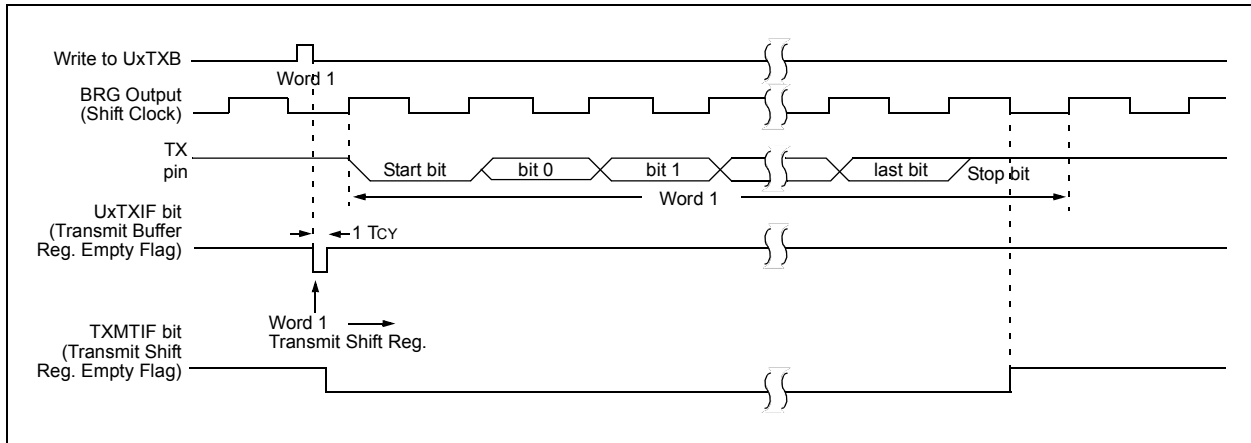 Write to UxTXB
Word 1
BRG Output
(Shift Clock)
TX
pin
Start bit
bit 0
bit 1
last bit
Stop bit
Word 1
UxTXIF bit
(Transmit Buffer
Reg. Empty Flag)
1 TCY
Word 1
Transmit Shift Reg.
TXMTIF bit
(Transmit Shift
Reg. Empty Flag)